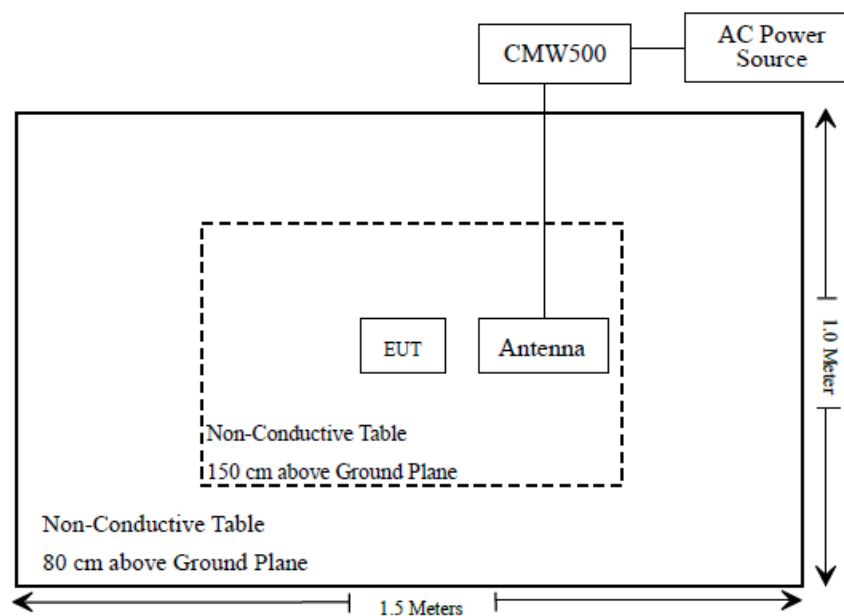 AC Power
Source
CMW500
1.0 Meter
EUT
Antenna
Non-Conductive Table
150 cm above Ground Plane
Non-Conductive Table
80 cm above Ground Plane
1.5 Meters